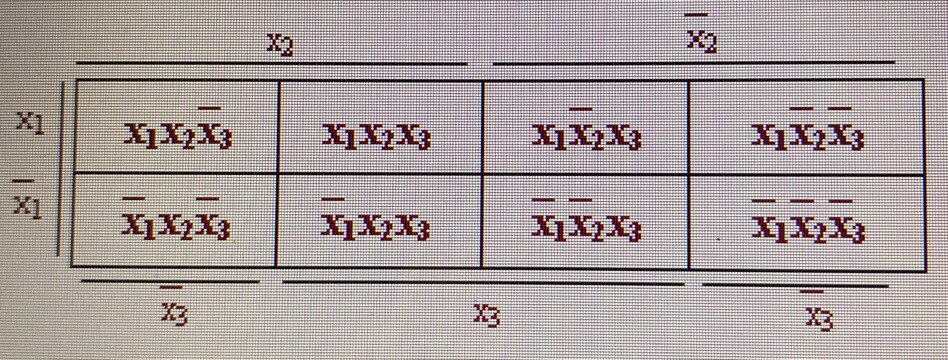 x₂ x̅₂
x₁ x₁x₂x̅₃ x₁x₂x₃ x₁x̅₂x₃ x₁x̅₂x̅₃
x̅₁ x̅₁x₂x̅₃ x̅₁x₂x₃ x̅₁x̅₂x₃ x̅₁x̅₂x̅₃
x̅₃ x₃ x̅₃